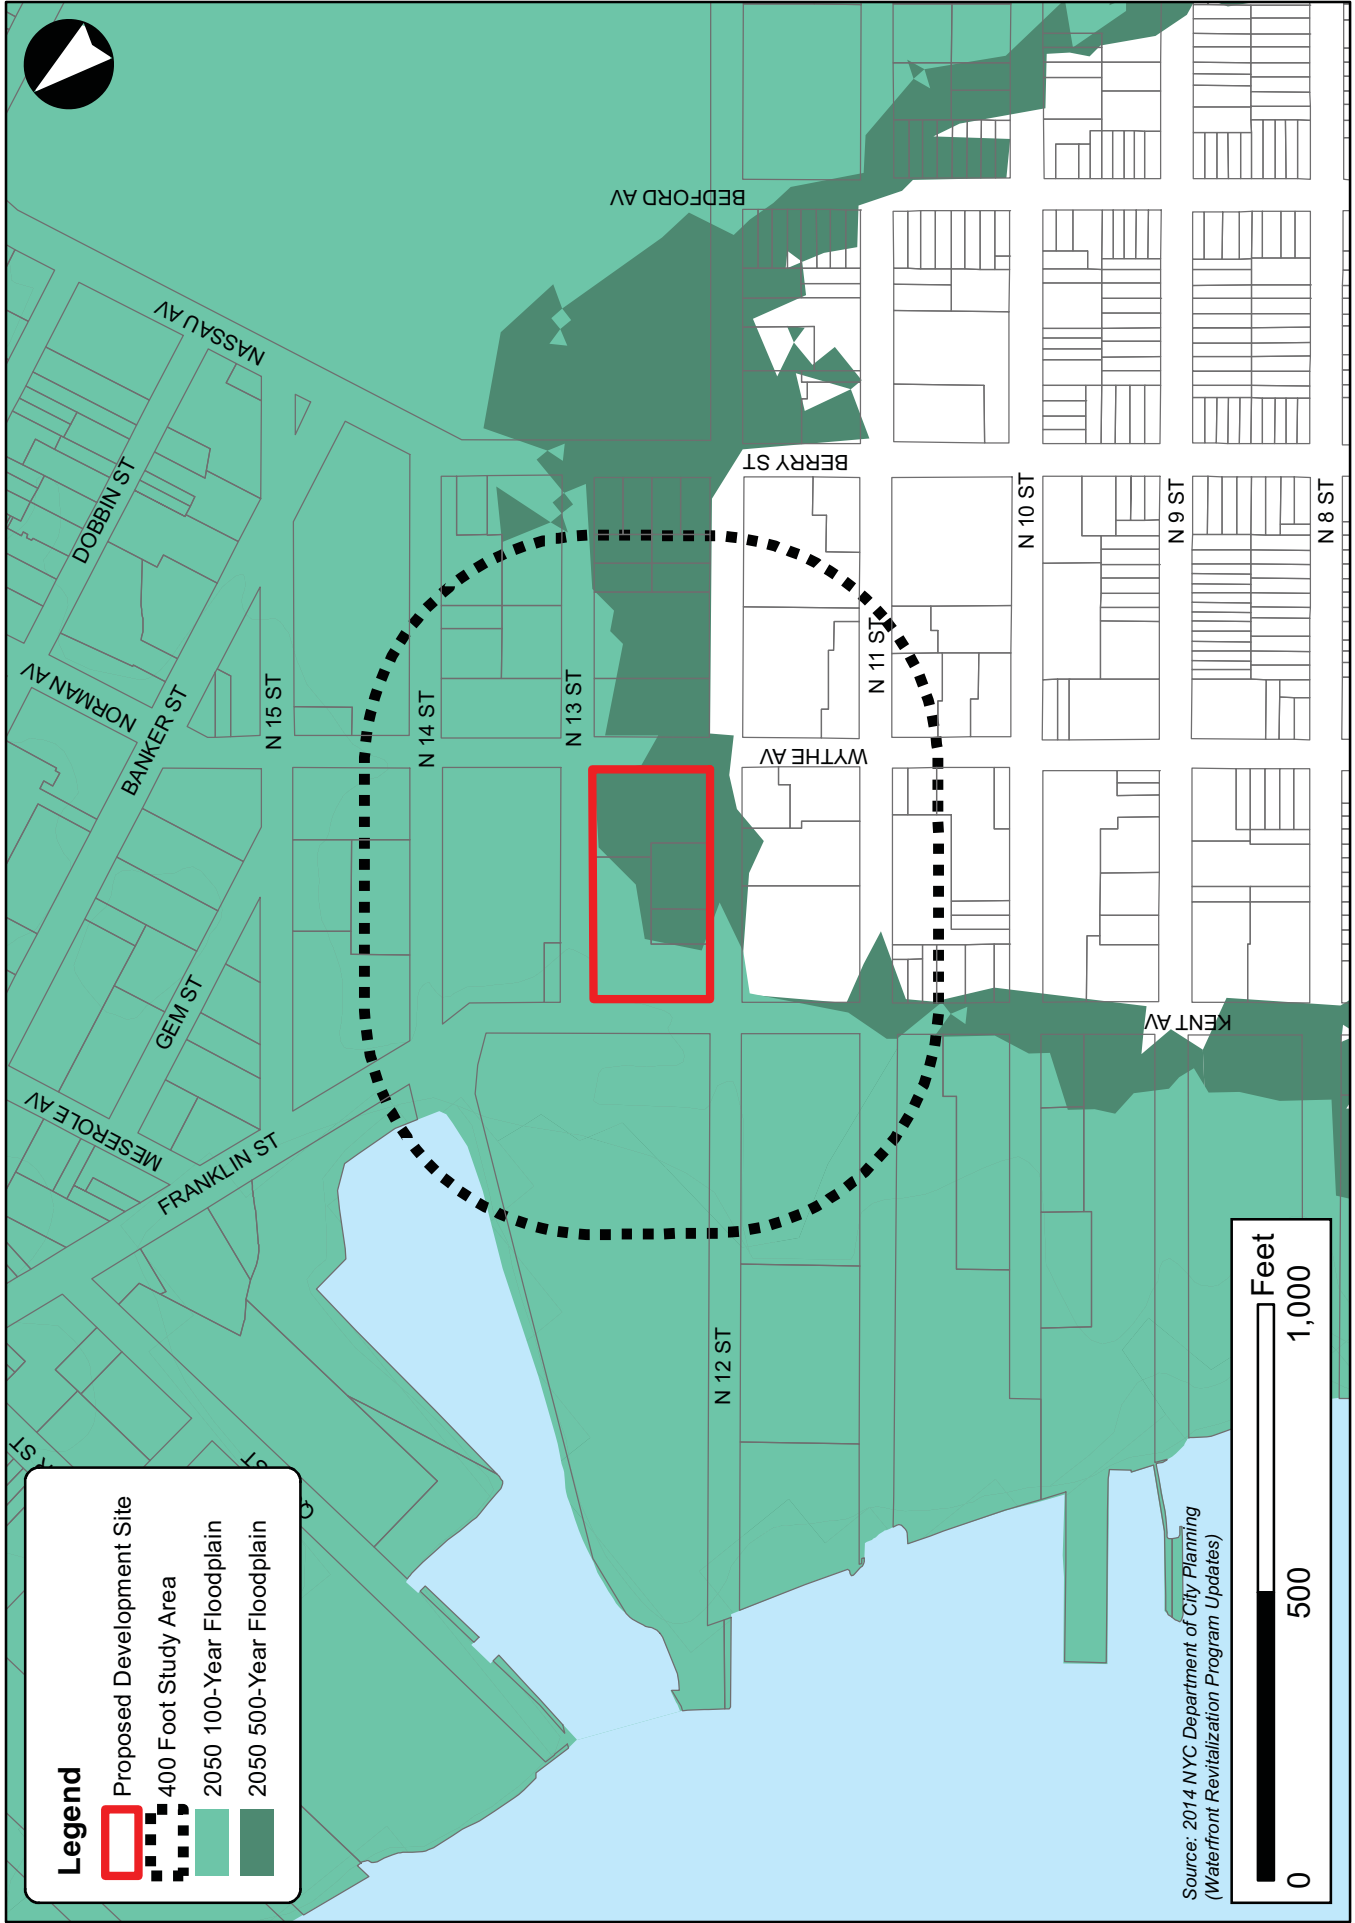 Legend
Proposed Development Site
400 Foot Study Area
2050 100-Year Floodplain
2050 500-Year Floodplain
MESEROLE AV
FRANKLIN ST
GEM ST
BANKER ST
NORMAN AV
DOBBIN ST
NASSAU AV
N 15 ST
N 14 ST
N 13 ST
N 12 ST
N 11 ST
N 10 ST
N 9 ST
N 8 ST
BEDFORD AV
BERRY ST
WYTHE AV
KENT AV
ST
Q
ST
Source: 2014 NYC Department of City Planning
(Waterfront Revitalization Program Updates)
Feet
0 500 1,000